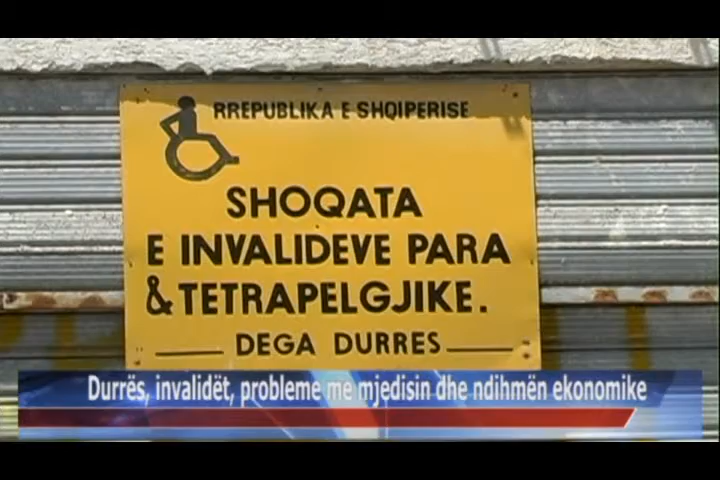 RREPUBLIKA E SHQIPERISE
SHOQATA
E INVALIDEVE PARA
& TETRAPELGJIKE.
DEGA DURRES
Durrës, invalidët, probleme me mjedisin dhe ndihmën ekonomike